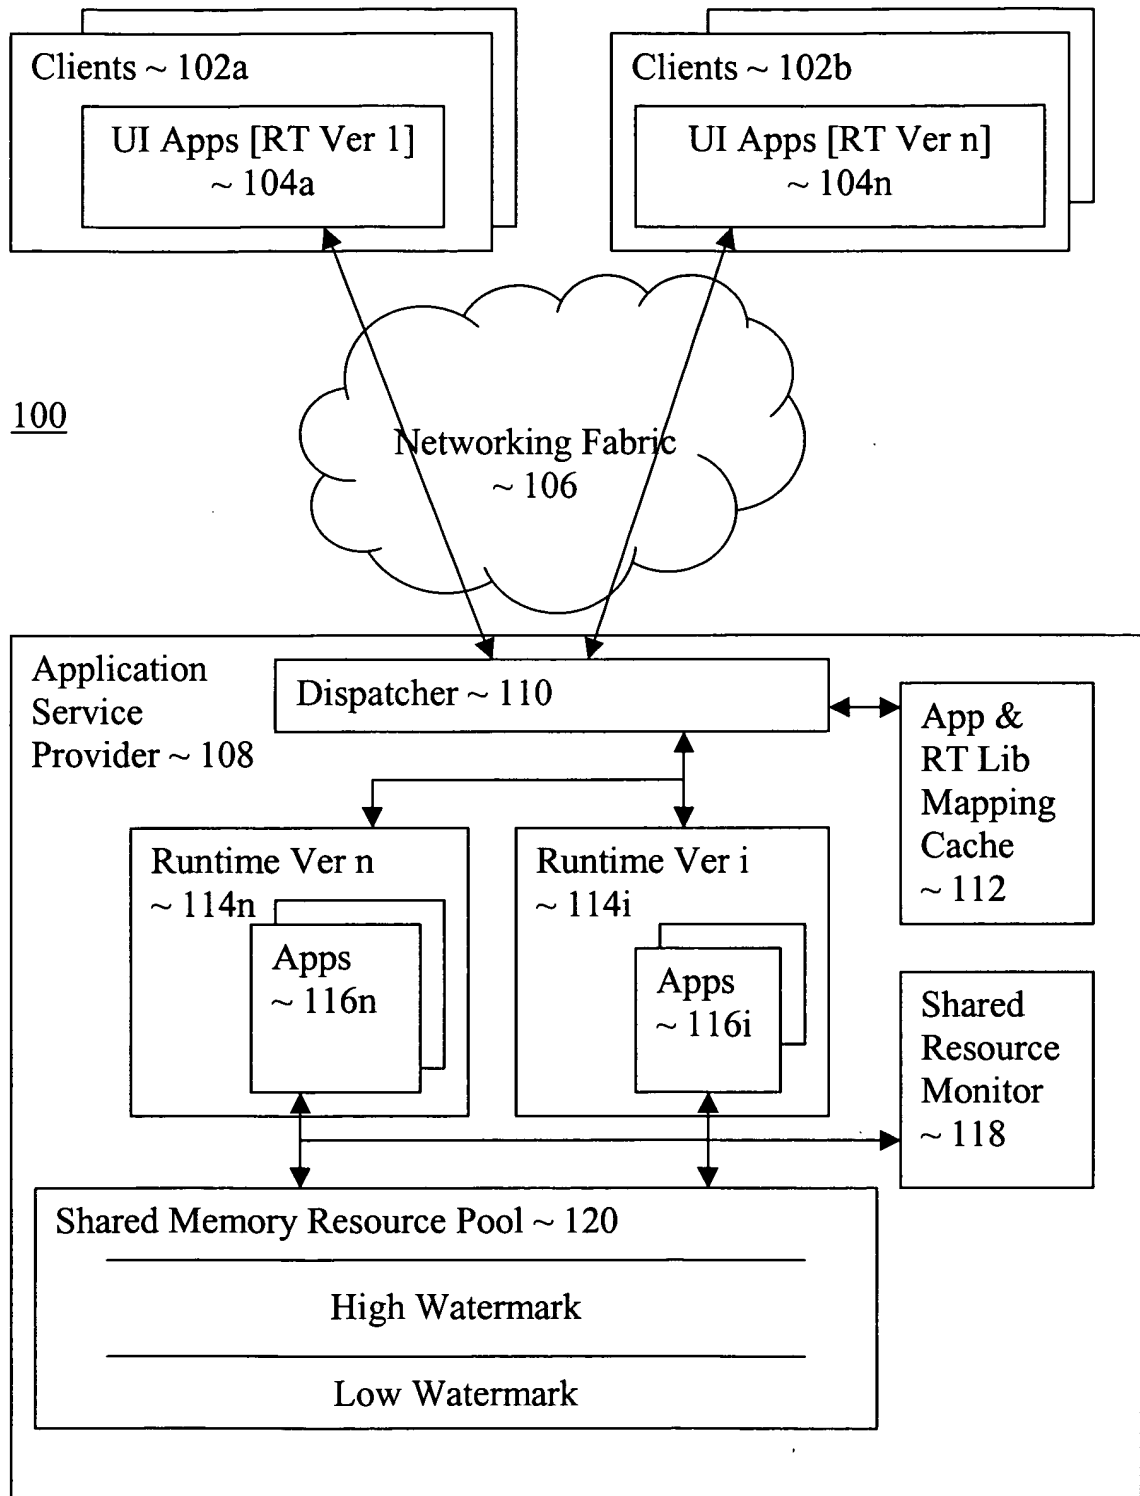 Clients ~ 102a
UI Apps [RT Ver 1]
~ 104a
Clients ~ 102b
UI Apps [RT Ver n]
~ 104n
100
Networking Fabric
~ 106
Application
Service
Provider ~ 108
Dispatcher ~ 110
App &
RT Lib
Mapping
Cache
~ 112
Runtime Ver n
~ 114n
Apps
~ 116n
Runtime Ver i
~ 114i
Apps
~ 116i
Shared
Resource
Monitor
~ 118
Shared Memory Resource Pool ~ 120
High Watermark
Low Watermark